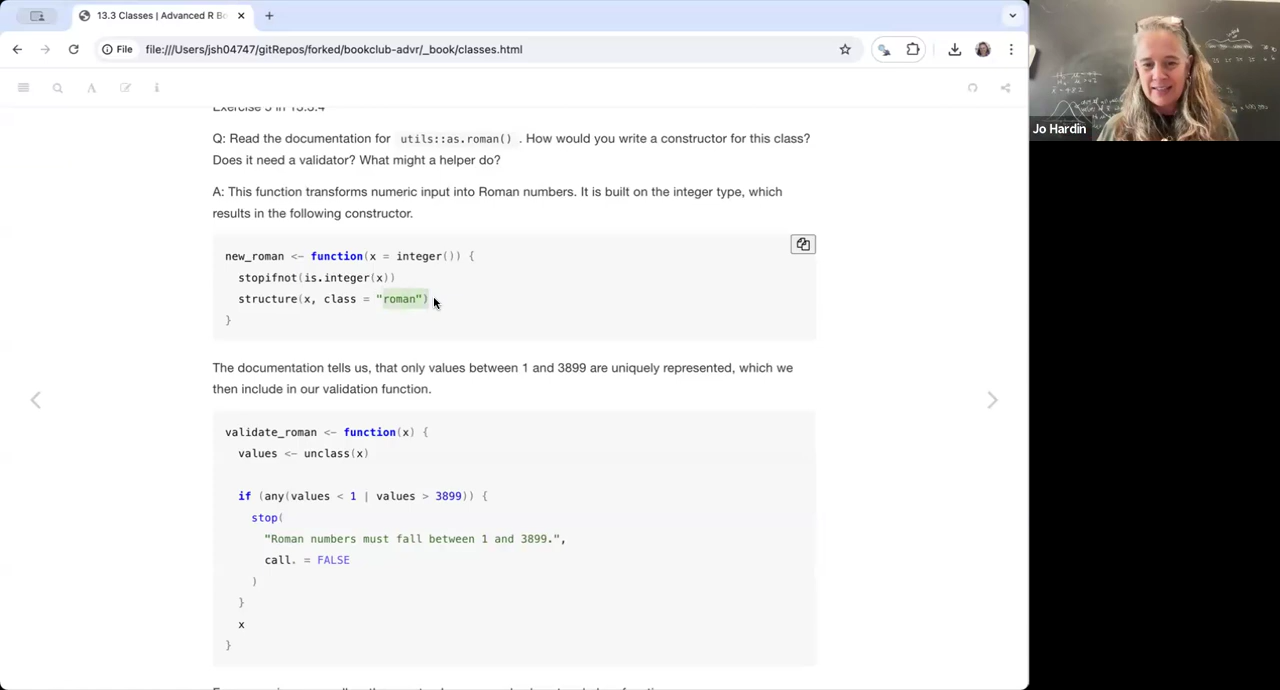 13.3 Classes | Advanced R Bo
File
file:///Users/jsh04747/gitRepos/forked/bookclub-advr/_book/classes.html
Q: Read the documentation for utils::as.roman() . How would you write a constructor for this class?
Does it need a validator? What might a helper do?
A: This function transforms numeric input into Roman numbers. It is built on the integer type, which
results in the following constructor.
new_roman <- function(x = integer()) {
stopifnot(is.integer(x))
structure(x, class = "roman")
}
The documentation tells us, that only values between 1 and 3899 are uniquely represented, which we
then include in our validation function.
validate_roman <- function(x) {
values <- unclass(x)
if (any(values < 1 | values > 3899)) {
stop(
"Roman numbers must fall between 1 and 3899.",
call. = FALSE
)
}
x
}
Jo Hardin